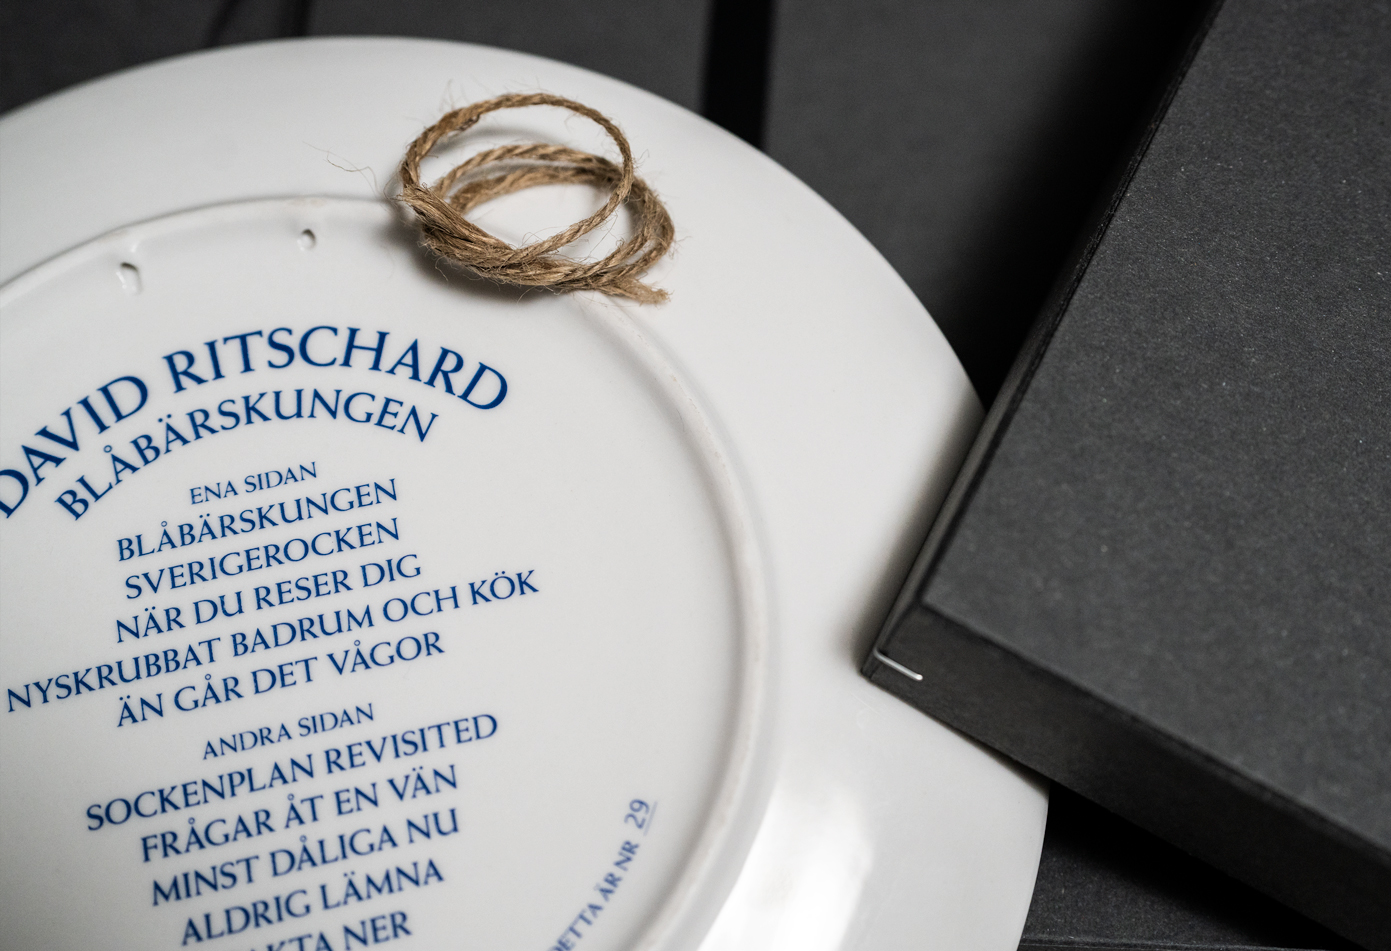 DAVID RITSCHARD
BLÅBÄRSKUNGEN
ENA SIDAN
BLÅBÄRSKUNGEN
SVERIGEROCKEN
NÄR DU RESER DIG
NYSKRUBBAT BADRUM OCH KÖK
ÄN GÅR DET VÅGOR
ANDRA SIDAN
SOCKENPLAN REVISITED
FRÅGAR ÅT EN VÄN
MINST DÅLIGA NU
ALDRIG LÄMNA
NER
DETTA ÄR NR 29